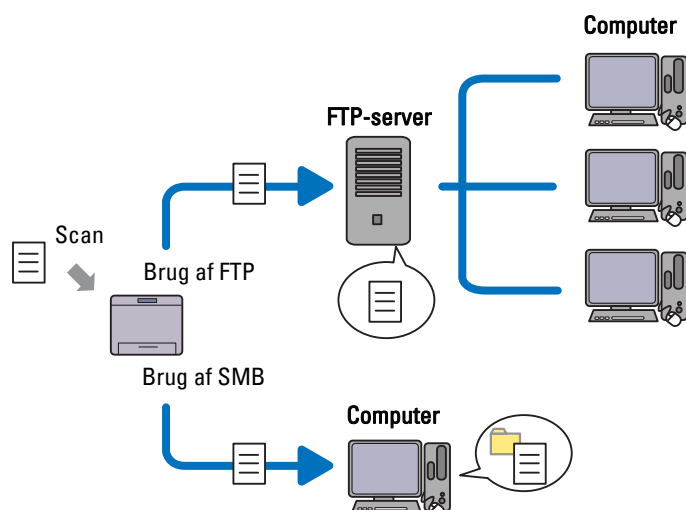 Computer
FTP-server
Scan
Brug af FTP
Brug af SMB
Computer